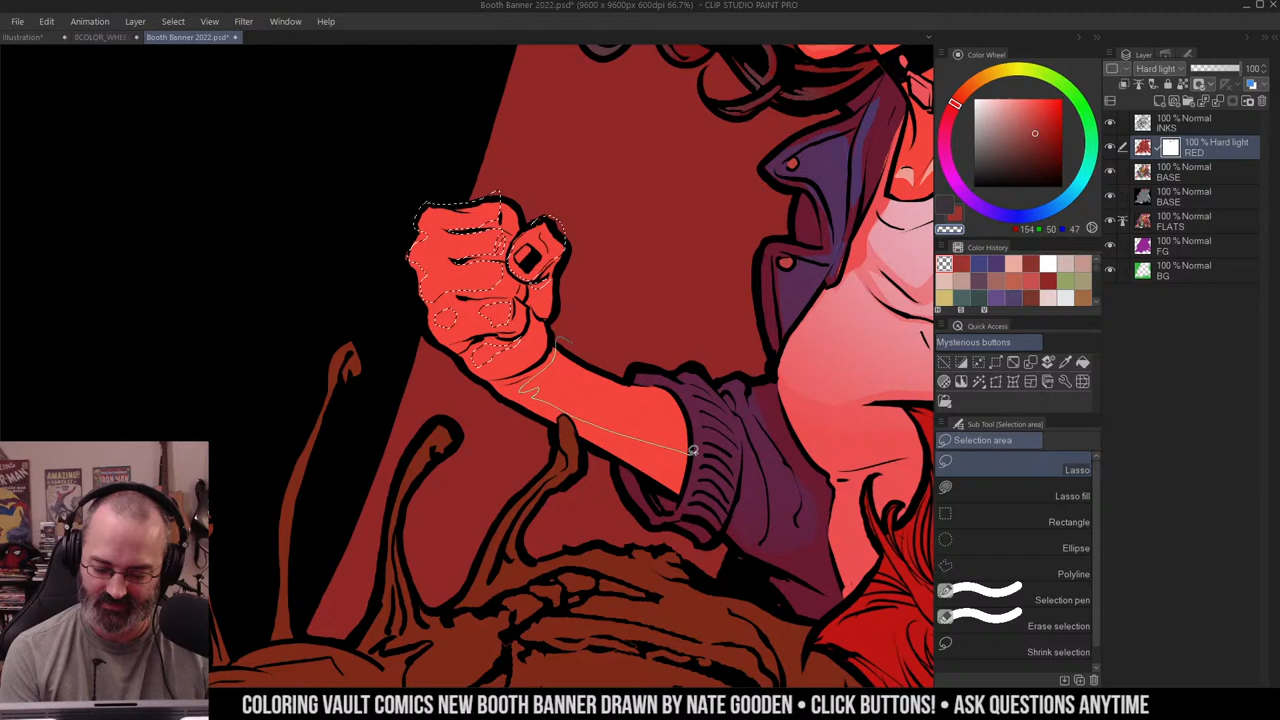 Booth Banner 2022.psd* (9600 x 9600px 600dpi 66.7%) - CLIP STUDIO PAINT PRO
File Edit Animation Layer Select View Filter Window Help
Illustration* 0COLOR_WHE Booth Banner 2022.psd*
Color Wheel
154 50 47
Color History
H S V
Quick Access
Mysterious buttons
Sub Tool [Selection area]
Selection area
Lasso
Lasso fill
Rectangle
Ellipse
Polyline
Selection pen
Erase selection
Shrink selection
Layer
Hard light 100
100 % Normal
INKS
100 % Hard light
RED
100 % Normal
BASE
100 % Normal
BASE
100 % Normal
FLATS
100 % Normal
FG
100 % Normal
BG
COLORING VAULT COMICS NEW BOOTH BANNER DRAWN BY NATE GOODEN • CLICK BUTTONS! • ASK QUESTIONS ANYTIME